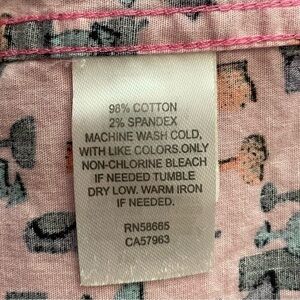 98% COTTON
2% SPANDEX
MACHINE WASH COLD,
WITH LIKE COLORS.ONLY
NON-CHLORINE BLEACH
IF NEEDED TUMBLE
DRY LOW. WARM IRON
IF NEEDED.
RN58685
CA57963